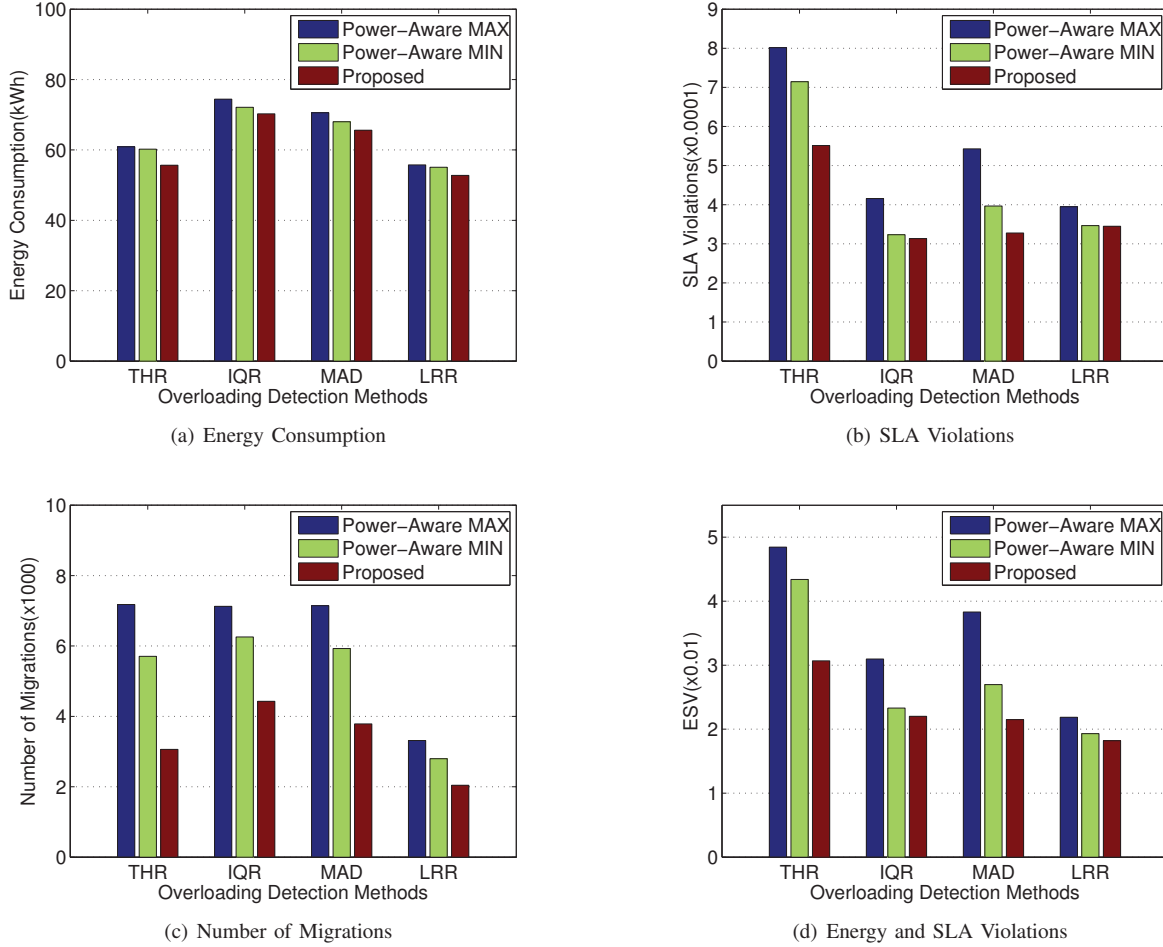 100
80
60
40
20
0
Energy Consumption(kWh)
Power-Aware MAX
Power-Aware MIN
Proposed
THR IQR MAD LRR
Overloading Detection Methods
(a) Energy Consumption
9
8
7
6
5
4
3
2
1
0
SLA Violations(x0.0001)
Power-Aware MAX
Power-Aware MIN
Proposed
THR IQR MAD LRR
Overloading Detection Methods
(b) SLA Violations
10
8
6
4
2
0
Number of Migrations(x1000)
Power-Aware MAX
Power-Aware MIN
Proposed
THR IQR MAD LRR
Overloading Detection Methods
(c) Number of Migrations
5
4
3
2
1
0
ESV(x0.01)
Power-Aware MAX
Power-Aware MIN
Proposed
THR IQR MAD LRR
Overloading Detection Methods
(d) Energy and SLA Violations